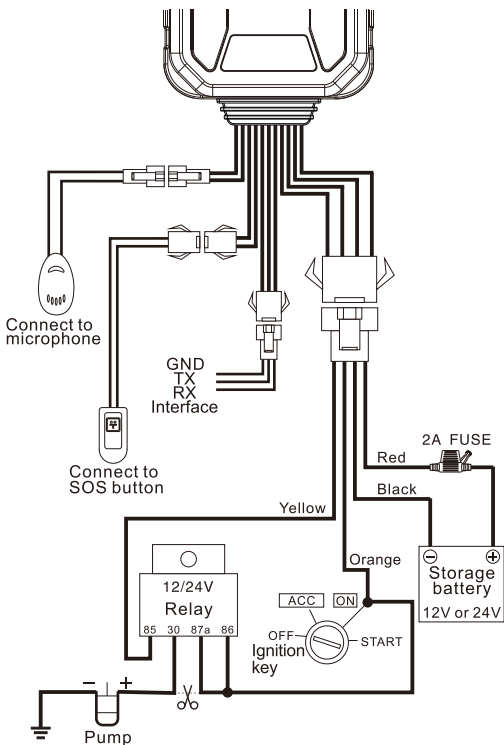 Connect to
microphone
GND
TX
RX
Interface
Connect to
SOS button
2A FUSE
Red
Black
Yellow
Orange
Storage
battery
12V or 24V
12/24V
Relay
85 30 87a 86
ACC ON
OFF START
Ignition
key
Pump